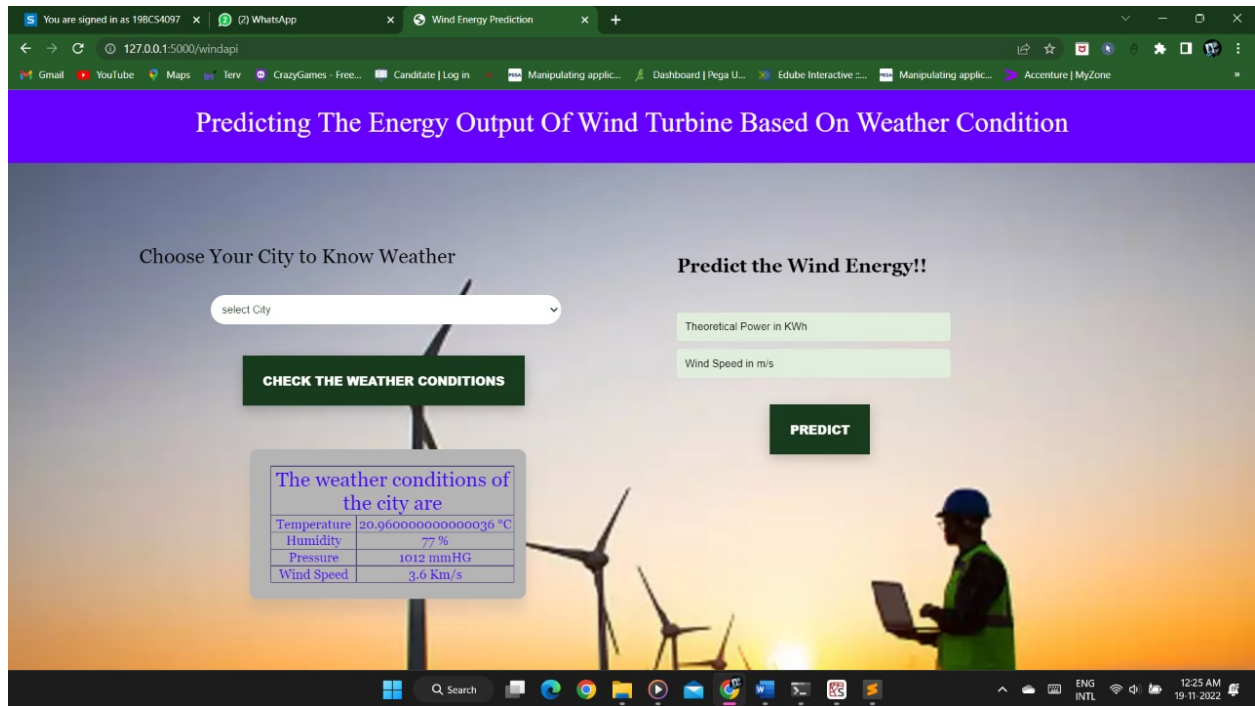 You are signed in as 19BCS4097
(2) WhatsApp
Wind Energy Prediction
127.0.0.1:5000/windapi
Gmail
YouTube
Maps
Terv
CrazyGames - Free...
Canditate | Log in
Manipulating applic...
Dashboard | Pega U...
Edube Interactive ::...
Manipulating applic...
Accenture | MyZone
»
Predicting The Energy Output Of Wind Turbine Based On Weather Condition
Choose Your City to Know Weather
select City
CHECK THE WEATHER CONDITIONS
The weather conditions of
the city are
Temperature 20.960000000000036 °C
Humidity 77 %
Pressure 1012 mmHG
Wind Speed 3.6 Km/s
Predict the Wind Energy!!
Theoretical Power in KWh
Wind Speed in m/s
PREDICT
Search
ENG
INTL
12:25 AM
19-11-2022